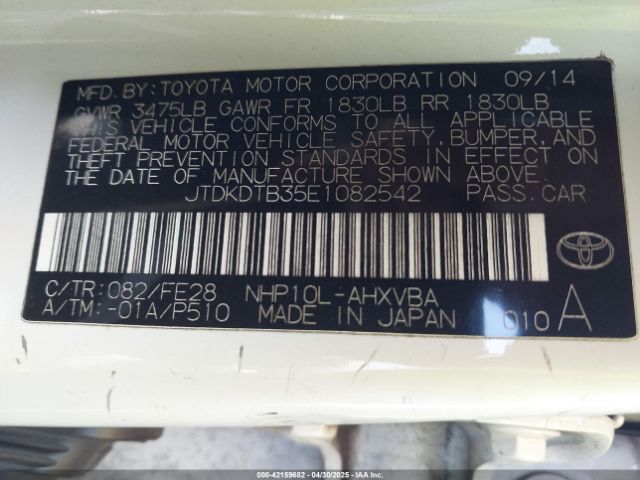 MFD. BY: TOYOTA MOTOR CORPORATION 09/14
GVWR 3475LB GAWR FR 1830LB RR 1830LB
THIS VEHICLE CONFORMS TO ALL APPLICABLE
FEDERAL MOTOR VEHICLE SAFETY, BUMPER, AND
THEFT PREVENTION STANDARDS IN EFFECT ON
THE DATE OF MANUFACTURE SHOWN ABOVE.
JTDKDTB35E1082542 PASS. CAR
C/TR: 082/FE28 NHP10L-AHXVBA
A/TM: -01A/P510 MADE IN JAPAN 010 A
000-42159682 - 04/30/2025 - IAAI.COM